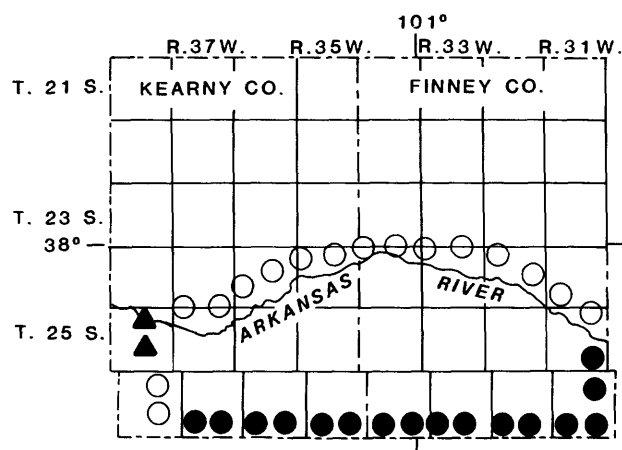 101°
R.37W. R.35W. R.33W. R.31W.
T. 21 S. KEARNY CO. FINNEY CO.
T. 23 S.
38°
ARKANSAS RIVER
T. 25 S.